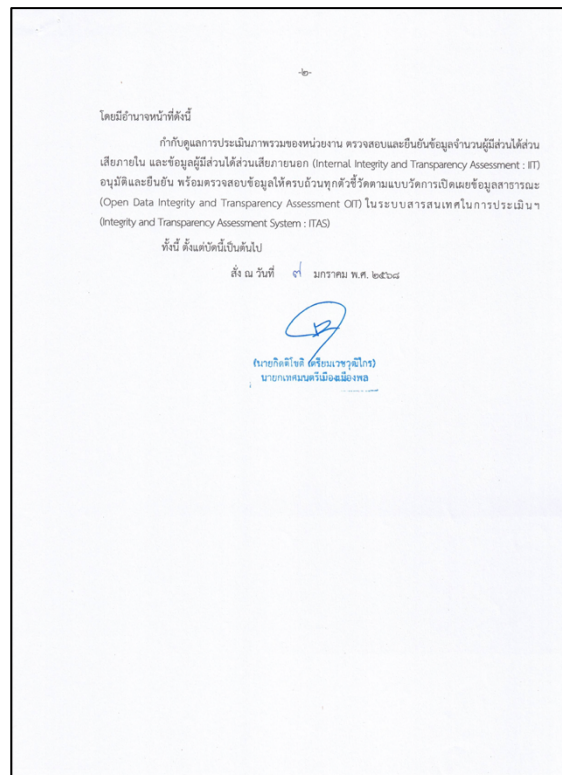 -๒-
โดยมีอำนาจหน้าที่ดังนี้
กำกับดูแลการประเมินภาพรวมของหน่วยงาน ตรวจสอบและยืนยันข้อมูลจำนวนผู้มีส่วนได้ส่วน
เสียภายใน และข้อมูลผู้มีส่วนได้ส่วนเสียภายนอก (Internal Integrity and Transparency Assessment : IIT)
อนุมัติและยืนยัน พร้อมตรวจสอบข้อมูลให้ครบถ้วนทุกตัวชี้วัดตามแบบวัดการเปิดเผยข้อมูลสาธารณะ
(Open Data Integrity and Transparency Assessment OIT) ในระบบสารสนเทศในการประเมินฯ
(Integrity and Transparency Assessment System : ITAS)
ทั้งนี้ ตั้งแต่บัดนี้เป็นต้นไป
สั่ง ณ วันที่ ๙ มกราคม พ.ศ. ๒๕๖๘
(นายกิตติโชติ เตรียมเวชวุฒิไกร)
นายกเทศมนตรีเมืองเมืองพล